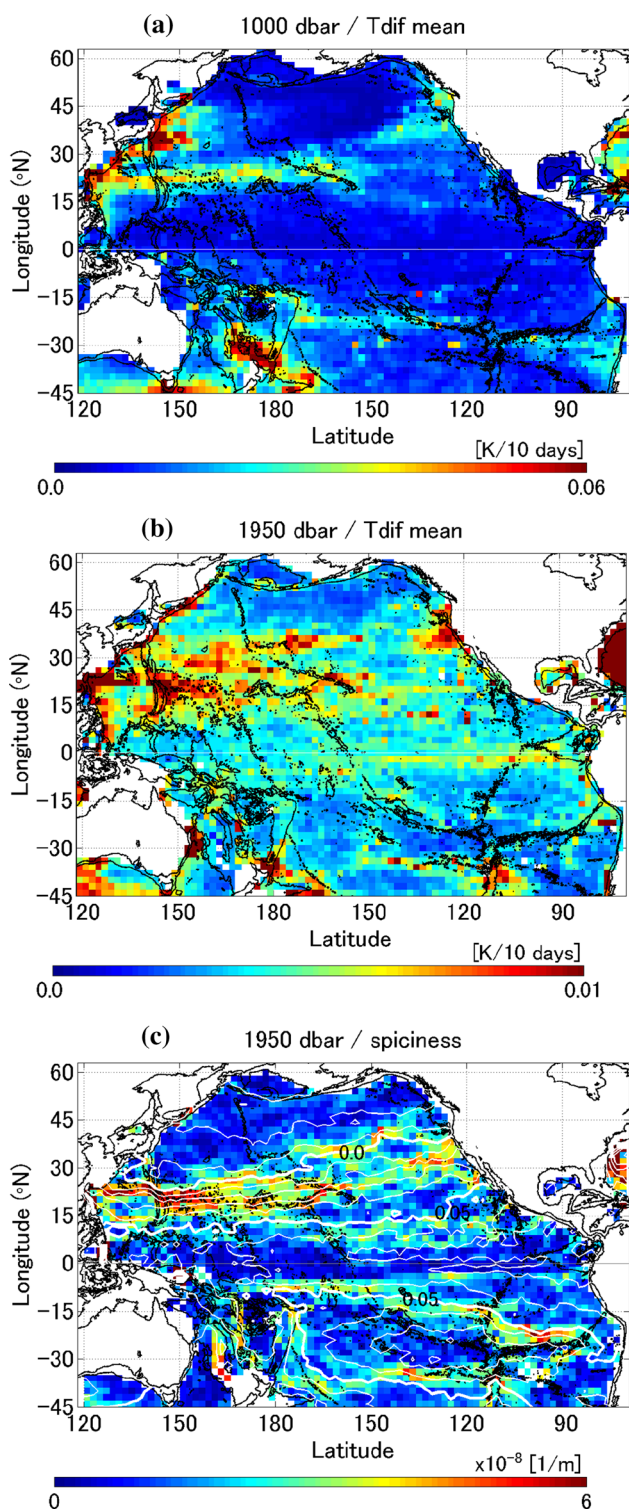 (a) 1000 dbar / Tdif mean
60
45
30
15
0
−15
−30
−45
Longitude (°N)
120 150 180 150 120 90
Latitude
[K/10 days]
0.0 0.06
(b) 1950 dbar / Tdif mean
60
45
30
15
0
−15
−30
−45
Longitude (°N)
120 150 180 150 120 90
Latitude
[K/10 days]
0.0 0.01
(c) 1950 dbar / spiciness
60
45
30
15
0
−15
−30
−45
Longitude (°N)
0.0
0.05
0.05
120 150 180 150 120 90
Latitude
x10⁻⁸ [1/m]
0 6